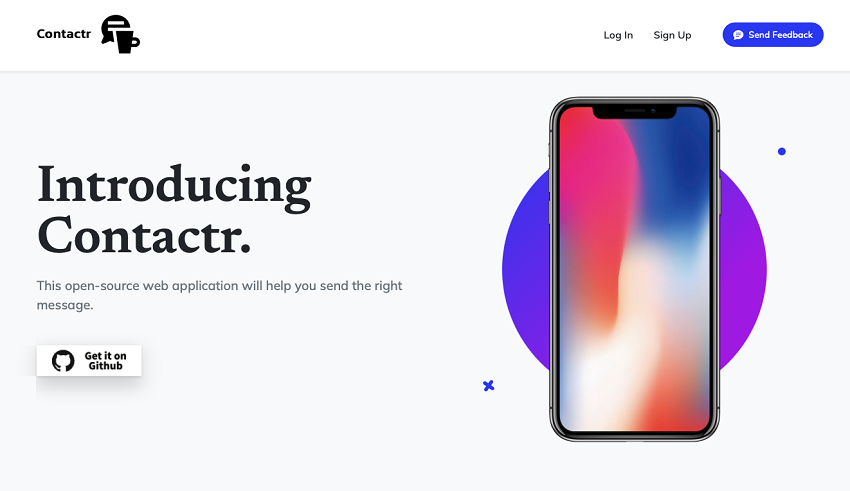 Contactr
Log In
Sign Up
Send Feedback
Introducing
Contactr.
This open-source web application will help you send the right
message.
Get it on
Github